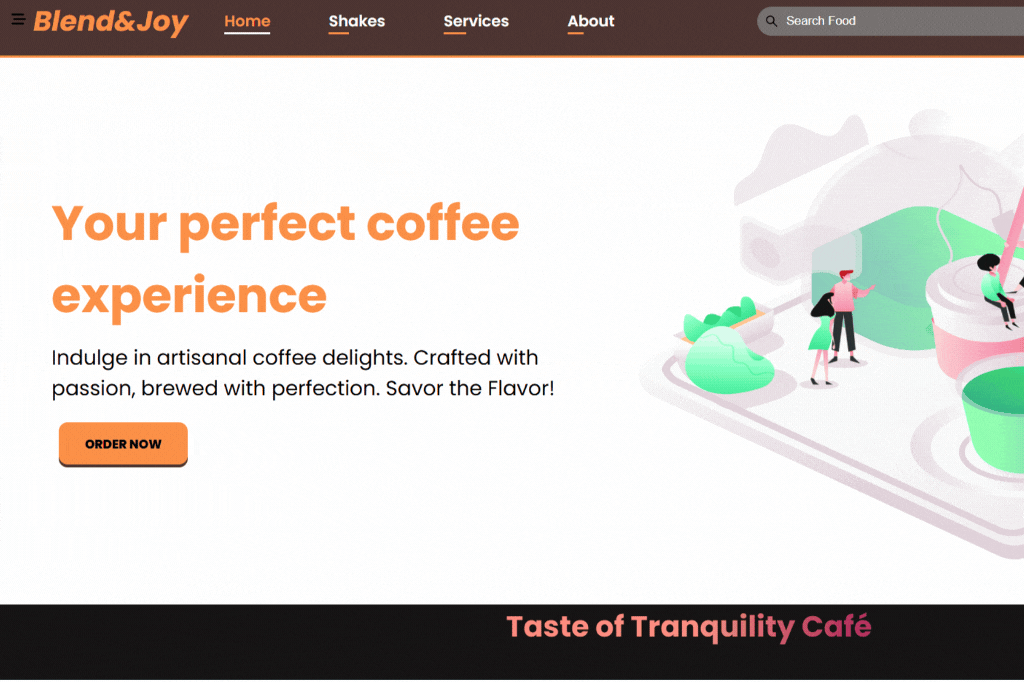 Blend&Joy
Home
Shakes
Services
About
Search Food
Your perfect coffee
experience
Indulge in artisanal coffee delights. Crafted with
passion, brewed with perfection. Savor the Flavor!
ORDER NOW
Taste of Tranquility Café